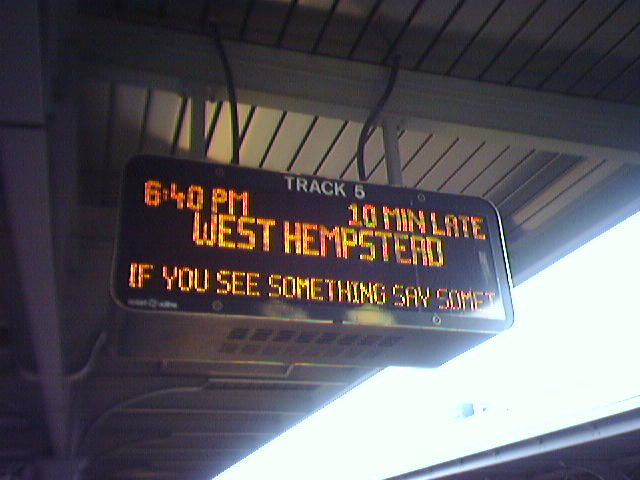 TRACK 5
6:40 PM 10 MIN LATE
WEST HEMPSTEAD
IF YOU SEE SOMETHING SAY SOMET